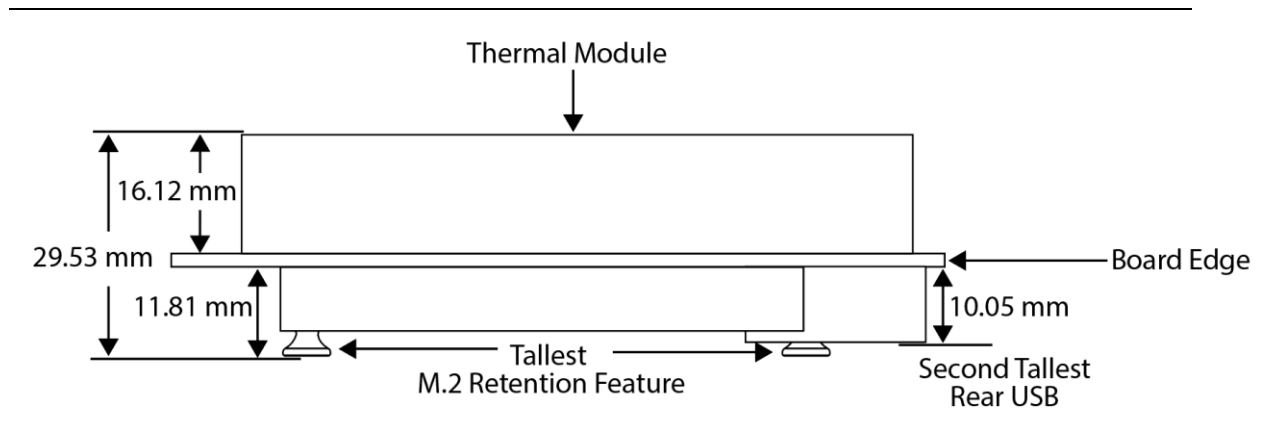 Thermal Module
16.12 mm
29.53 mm
Board Edge
11.81 mm
10.05 mm
Tallest
M.2 Retention Feature
Second Tallest
Rear USB